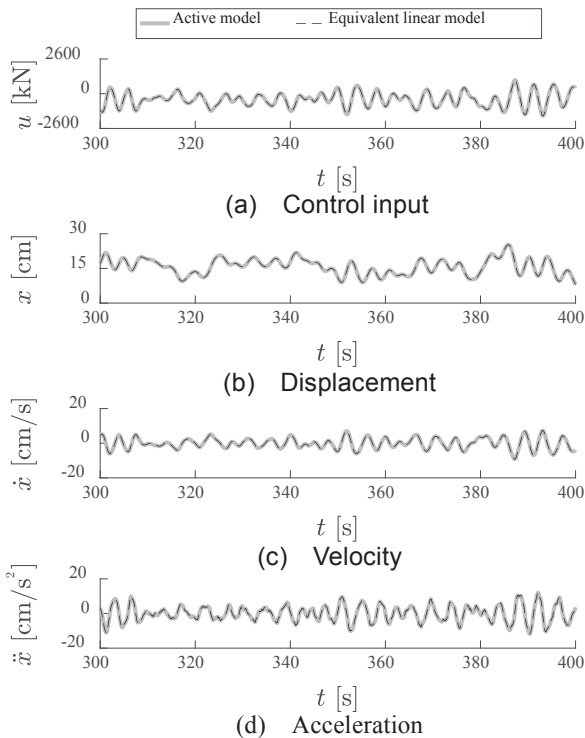 Active model Equivalent linear model
2600
0
-2600
u [kN]
300 320 340 360 380 400
t [s]
(a) Control input
30
15
0
x [cm]
300 320 340 360 380 400
t [s]
(b) Displacement
20
0
-20
ẋ [cm/s]
300 320 340 360 380 400
t [s]
(c) Velocity
20
0
-20
ẍ [cm/s²]
300 320 340 360 380 400
t [s]
(d) Acceleration